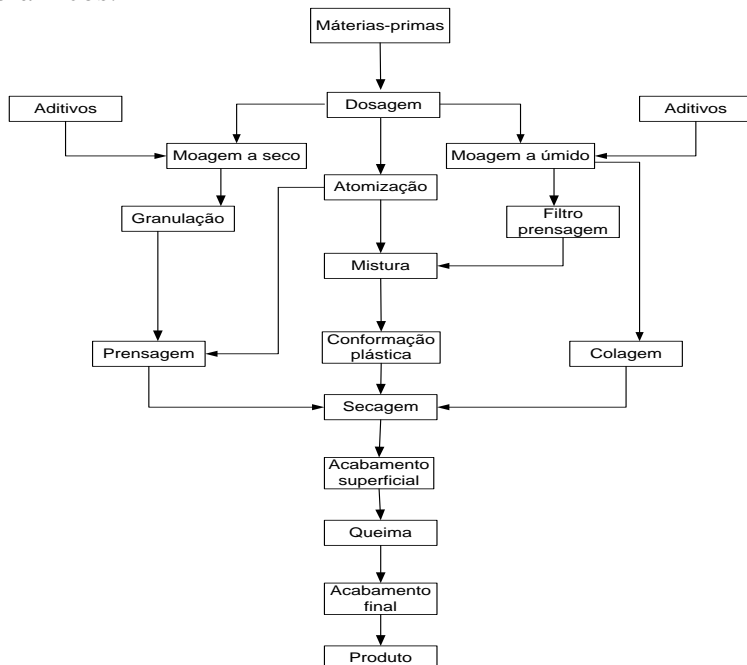 Máterias-primas
Dosagem
Aditivos
Aditivos
Moagem a seco
Moagem a úmido
Atomização
Granulação
Filtro
prensagem
Mistura
Conformação
plástica
Prensagem
Colagem
Secagem
Acabamento
superficial
Queima
Acabamento
final
Produto